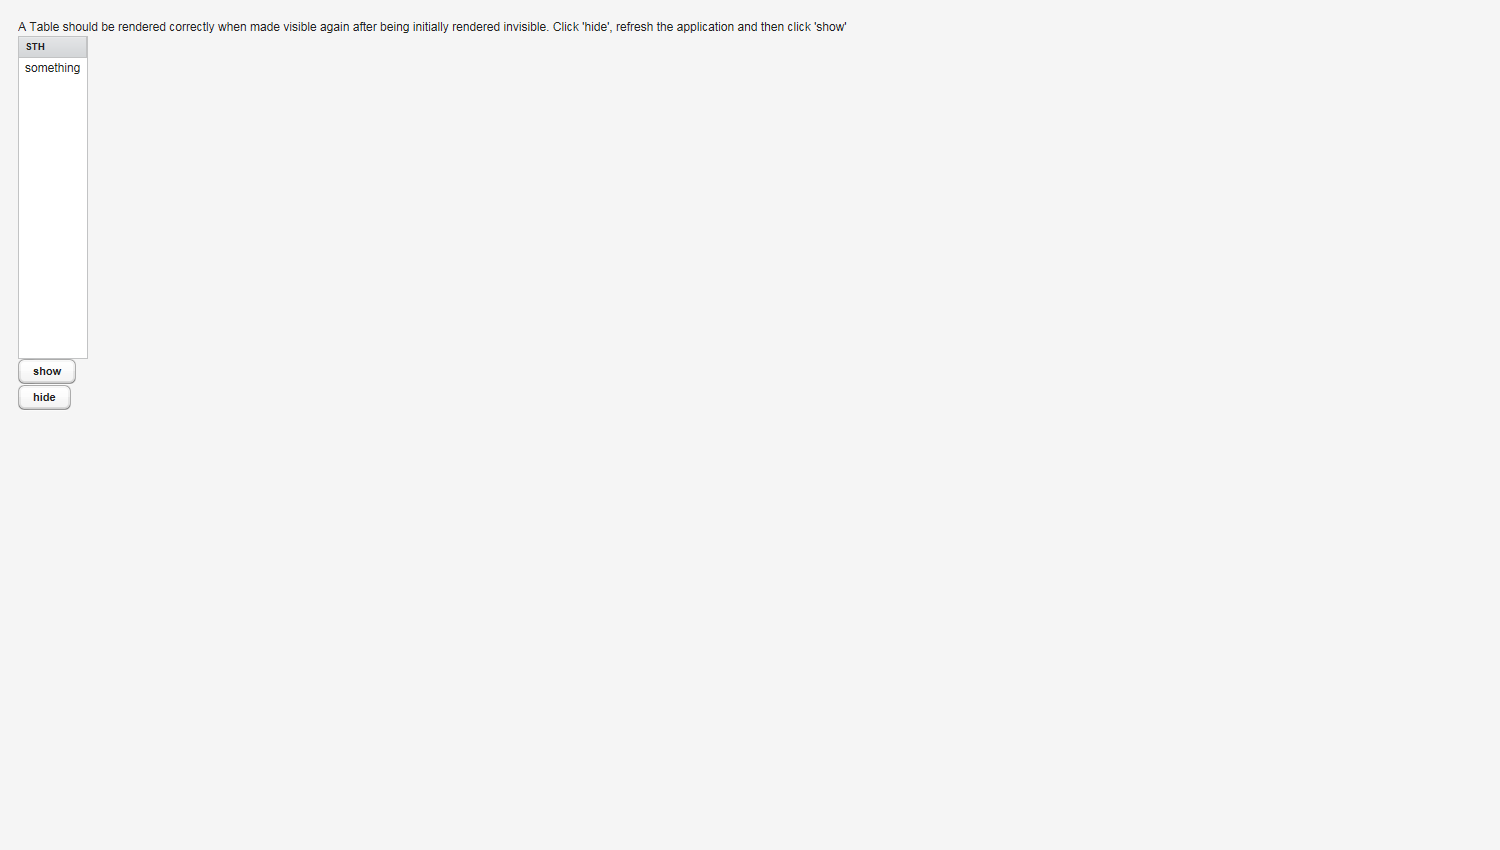 A Table should be rendered correctly when made visible again after being initially rendered invisible. Click 'hide', refresh the application and then click 'show'
STH
something
show
hide